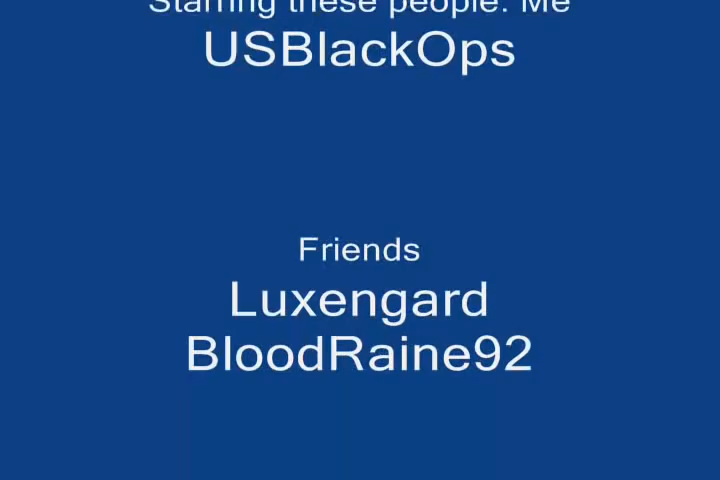 Starring these people: Me
USBlackOps
Friends
Luxengard
BloodRaine92